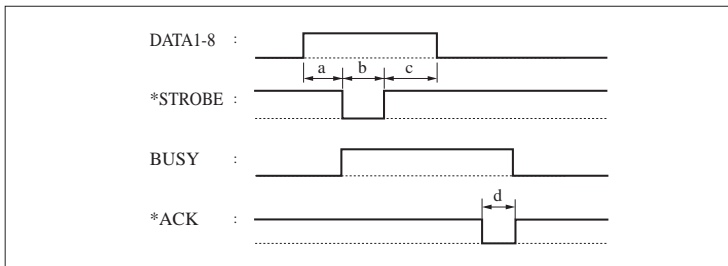 DATA1-8 :
a b c
*STROBE :
BUSY :
d
*ACK :